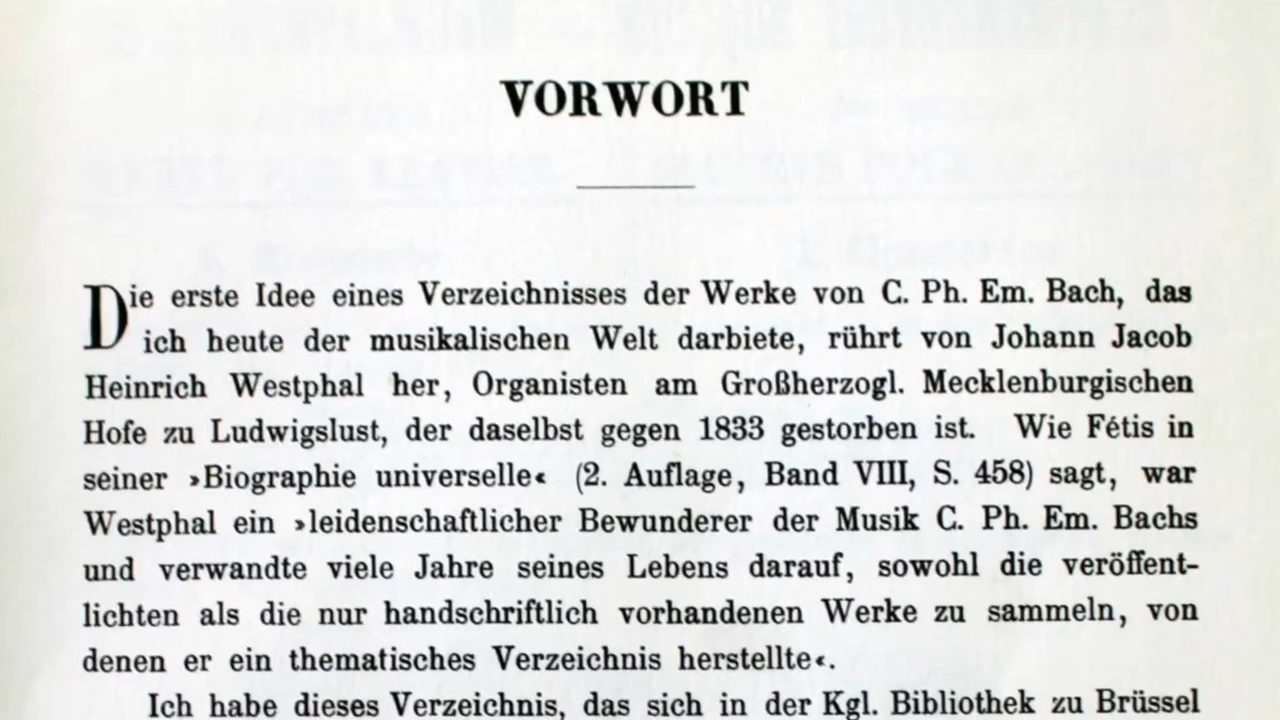 VORWORT
Die erste Idee eines Verzeichnisses der Werke von C. Ph. Em. Bach, das
ich heute der musikalischen Welt darbiete, rührt von Johann Jacob
Heinrich Westphal her, Organisten am Großherzogl. Mecklenburgischen
Hofe zu Ludwigslust, der daselbst gegen 1833 gestorben ist. Wie Fétis in
seiner »Biographie universelle« (2. Auflage, Band VIII, S. 458) sagt, war
Westphal ein »leidenschaftlicher Bewunderer der Musik C. Ph. Em. Bachs
und verwandte viele Jahre seines Lebens darauf, sowohl die veröffent-
lichten als die nur handschriftlich vorhandenen Werke zu sammeln, von
denen er ein thematisches Verzeichnis herstellte«.
Ich habe dieses Verzeichnis, das sich in der Kgl. Bibliothek zu Brüssel